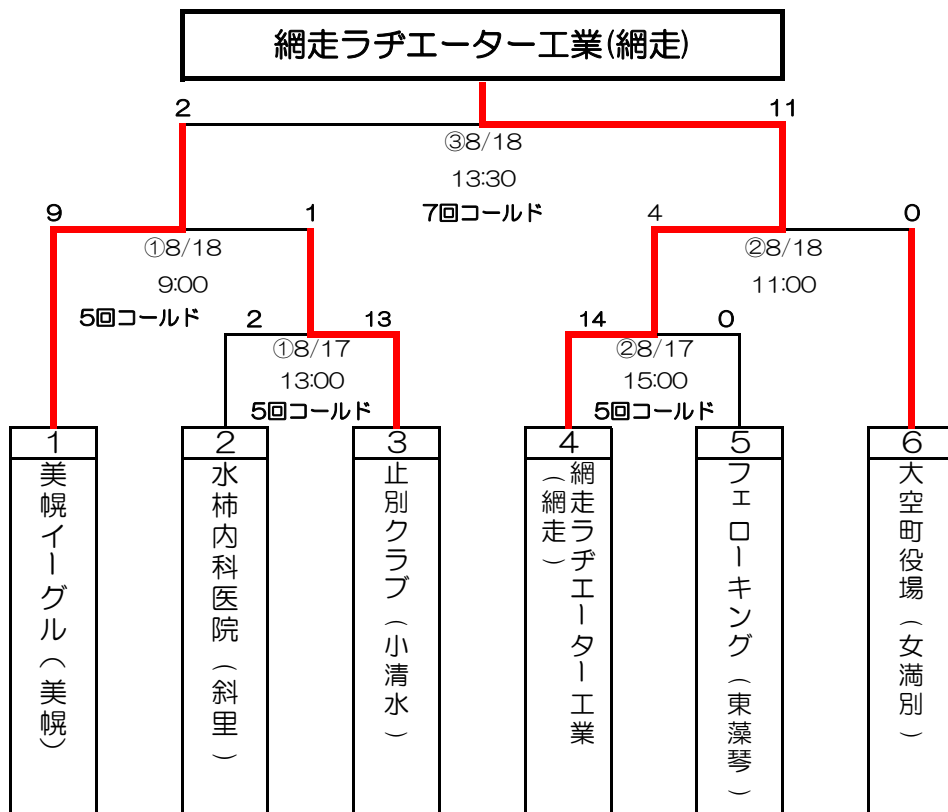 網走ラヂエーター工業(網走)
2
11
③8/18
13:30
7回コールド
9
1
4
0
①8/18
9:00
5回コールド
②8/18
11:00
2
13
14
0
①8/17
13:00
5回コールド
②8/17
15:00
5回コールド
1
美幌イーグル(美幌)
2
水柿内科医院(斜里)
3
止別クラブ(小清水)
4
網走ラヂエーター工業
(網走)
5
フェローキング(東藻琴)
6
大空町役場(女満別)